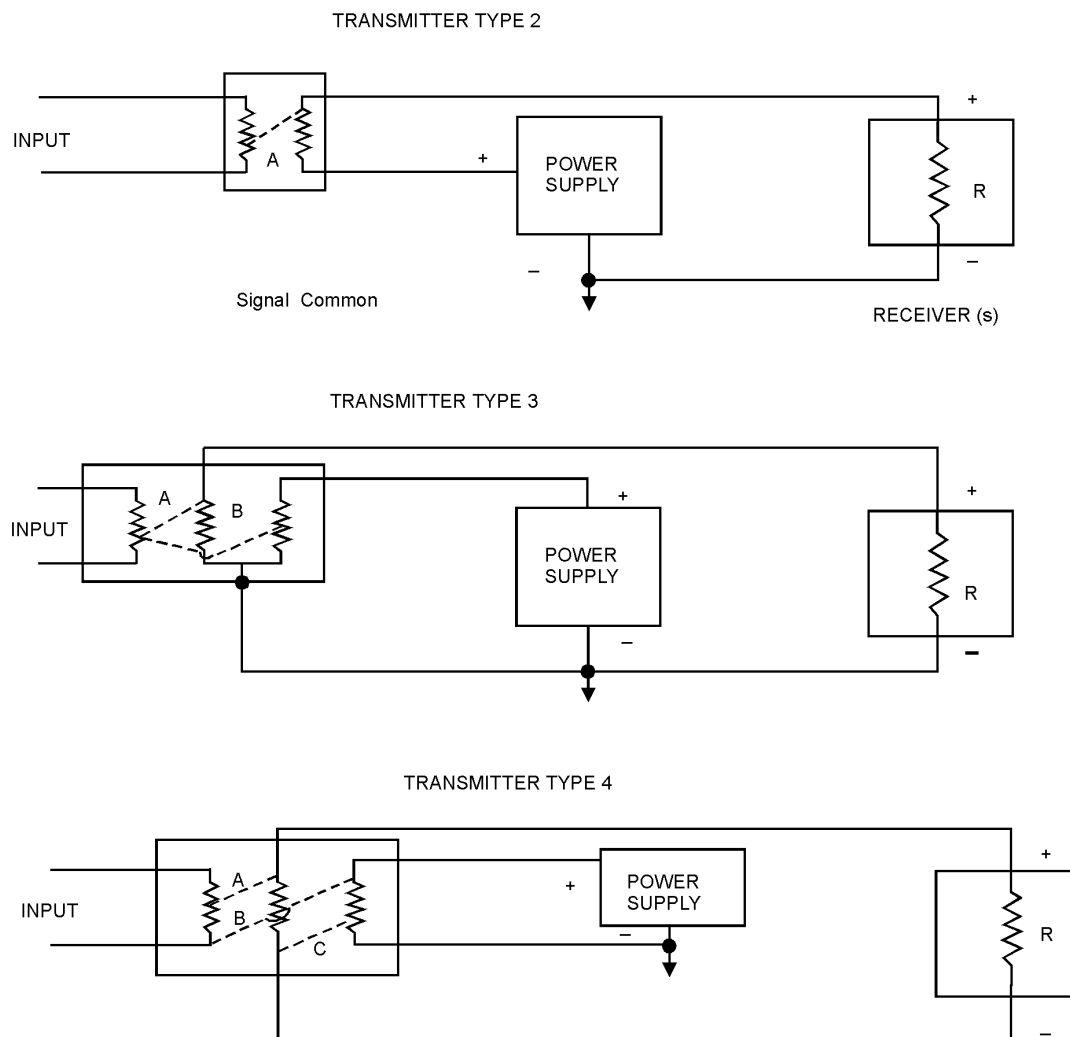 TRANSMITTER TYPE 2
INPUT
A
+
POWER
SUPPLY
–
+
R
–
Signal Common
RECEIVER (s)
TRANSMITTER TYPE 3
INPUT
A
B
+
POWER
SUPPLY
–
+
R
–
TRANSMITTER TYPE 4
INPUT
A
B
C
+
POWER
SUPPLY
–
+
R
–